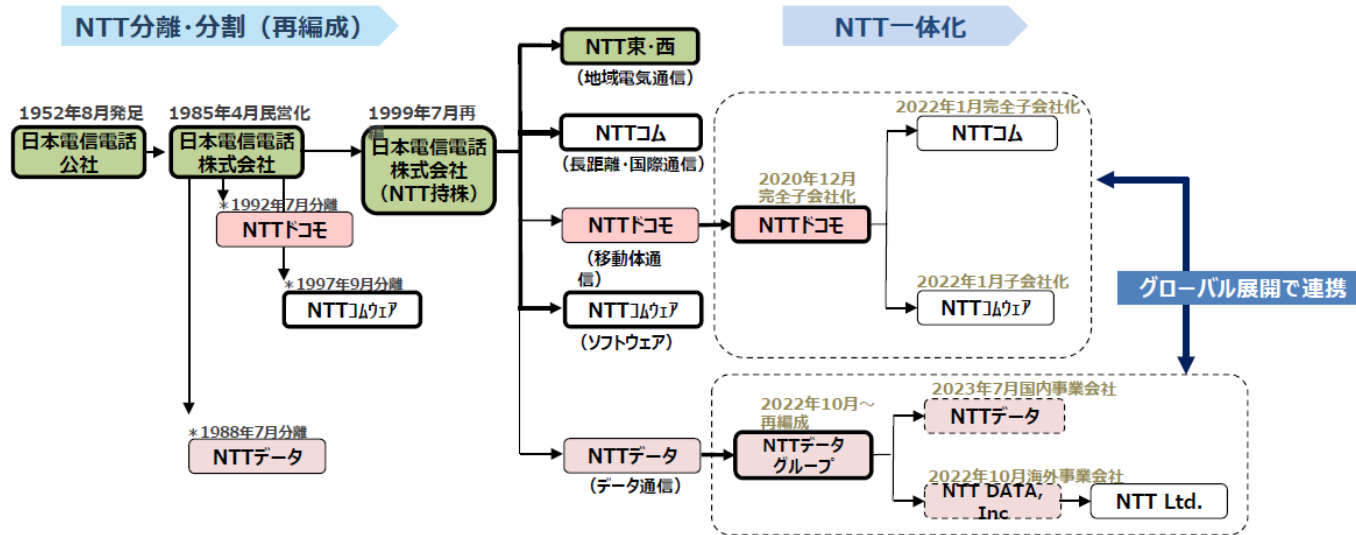 NTT分離・分割（再編成）
NTT一体化
1952年8月発足
日本電信電話
公社
1985年4月民営化
日本電信電話
株式会社
1999年7月再
編
日本電信電話
株式会社
（NTT持株）
＊1992年7月分離
NTTドコモ
＊1997年9月分離
NTTコムウェア
＊1988年7月分離
NTTデータ
NTT東・西
（地域電気通信）
NTTコム
（長距離・国際通信）
NTTドコモ
（移動体通
信）
NTTコムウェア
（ソフトウェア）
NTTデータ
（データ通信）
2020年12月
完全子会社化
NTTドコモ
2022年1月完全子会社化
NTTコム
2022年1月子会社化
NTTコムウェア
グローバル展開で連携
2022年10月～
再編成
NTTデータ
グループ
2023年7月国内事業会社
NTTデータ
2022年10月海外事業会社
NTT DATA,
Inc
NTT Ltd.